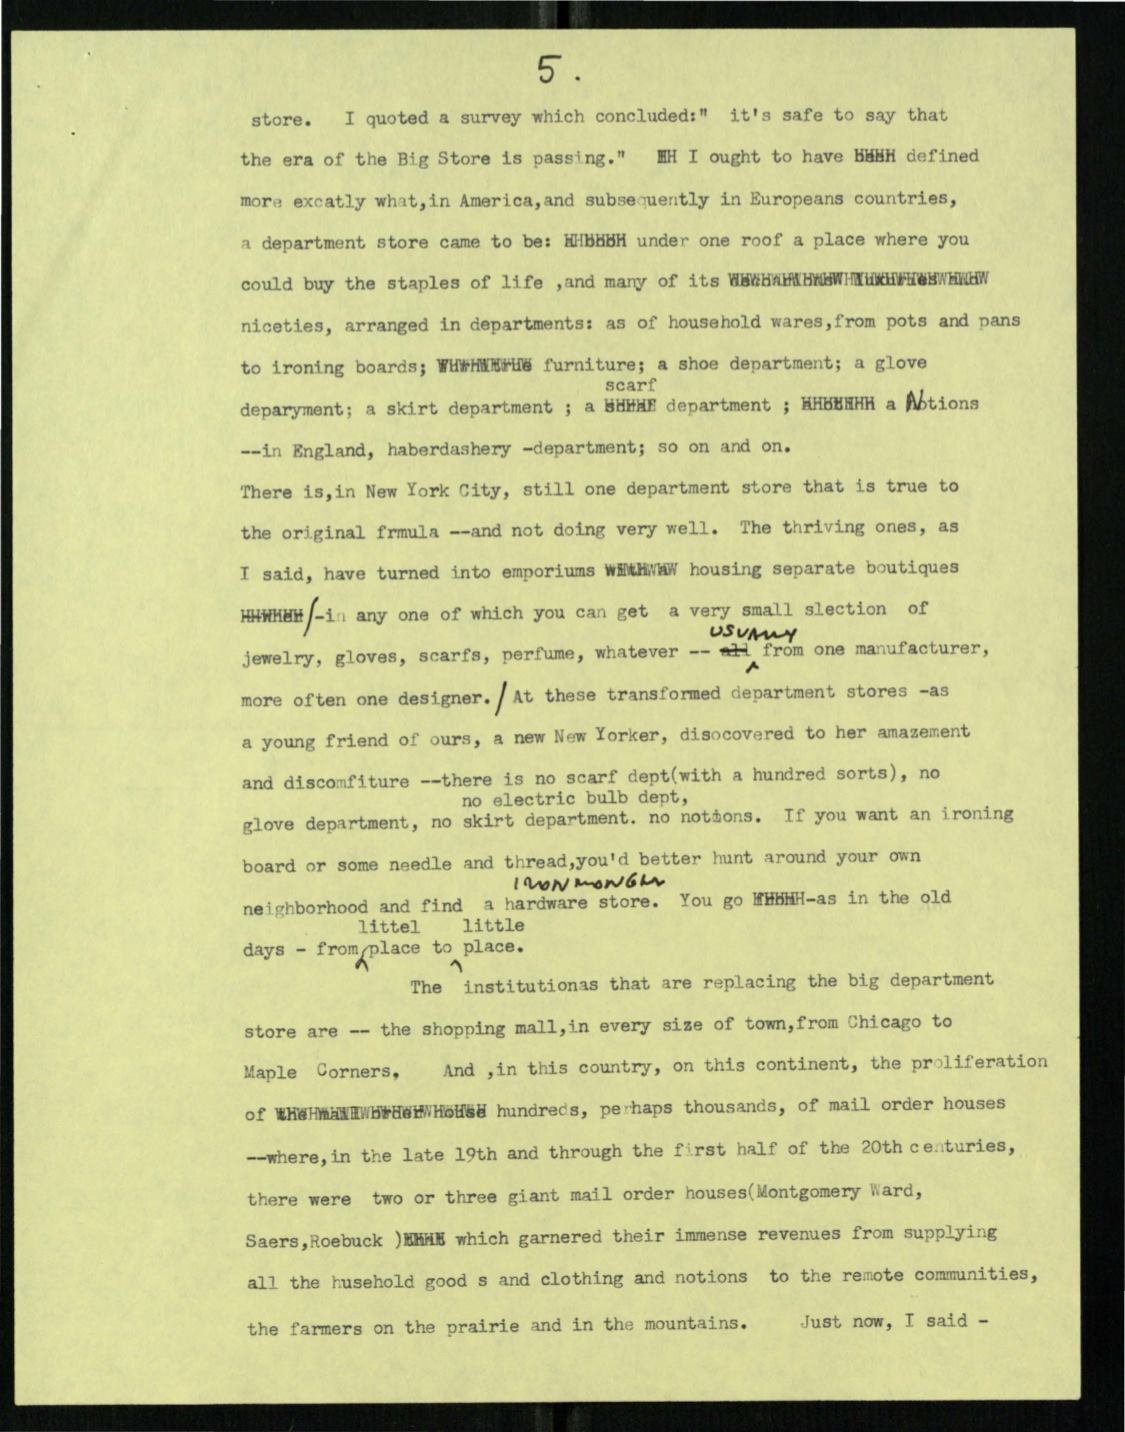 5.
store. I quoted a survey which concluded:" it's safe to say that
the era of the Big Store is passing." I ought to have defined
more excatly what,in America,and subsequently in Europeans countries,
a department store came to be: under one roof a place where you
could buy the staples of life ,and many of its
niceties, arranged in departments: as of household wares,from pots and pans
to ironing boards; furniture; a shoe department; a glove
scarf
deparyment; a skirt department ; a department ; a Notions
--in England, haberdashery -department; so on and on.
There is,in New York City, still one department store that is true to
the original frmula --and not doing very well. The thriving ones, as
I said, have turned into emporiums housing separate boutiques
/-in any one of which you can get a very small slection of
usually
jewelry, gloves, scarfs, perfume, whatever -- all from one manufacturer,
more often one designer./ At these transformed department stores -as
a young friend of ours, a new New Yorker, disocovered to her amazement
and discomfiture --there is no scarf dept(with a hundred sorts), no
no electric bulb dept,
glove department, no skirt department. no notions. If you want an ironing
board or some needle and thread,you'd better hunt around your own
ironmonger
neighborhood and find a hardware store. You go -as in the old
littel little
days - from place to place.
The institutionas that are replacing the big department
store are -- the shopping mall,in every size of town,from Chicago to
Maple Corners. And ,in this country, on this continent, the proliferation
of hundreds, perhaps thousands, of mail order houses
--where,in the late 19th and through the first half of the 20th centuries,
there were two or three giant mail order houses(Montgomery Ward,
Saers,Roebuck ) which garnered their immense revenues from supplying
all the husehold good s and clothing and notions to the remote communities,
the farmers on the prairie and in the mountains. Just now, I said -